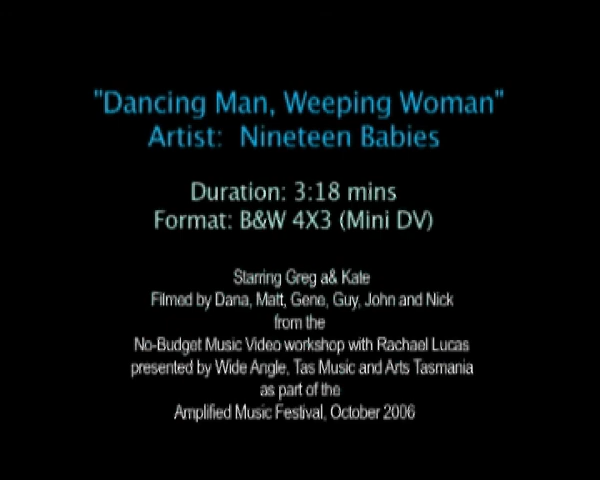 "Dancing Man, Weeping Woman"
Artist: Nineteen Babies
Duration: 3:18 mins
Format: B&W 4X3 (Mini DV)
Starring Greg a& Kate
Filmed by Dana, Matt, Gene, Guy, John and Nick
from the
No-Budget Music Video workshop with Rachael Lucas
presented by Wide Angle, Tas Music and Arts Tasmania
as part of the
Amplified Music Festival, October 2006